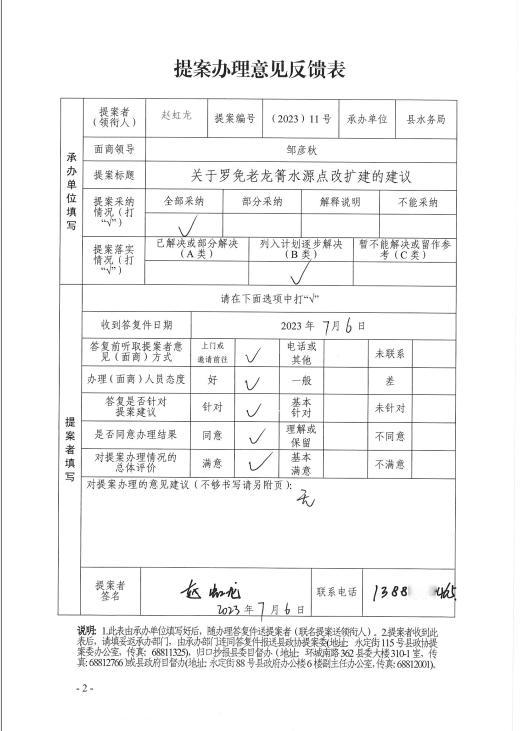 提案办理意见反馈表
承办单位填写
提案者（领衔人） 赵虹龙 提案编号 （2023）11号 承办单位 县水务局
面商领导 邹彦秋
提案标题 关于罗免老龙箐水源点改扩建的建议
提案采纳情况（打“√”） 全部采纳 部分采纳 解释说明 不能采纳
√
提案落实情况（打“√”） 已解决或部分解决（A类） 列入计划逐步解决（B类） 暂不能解决或留作参考（C类）
√
提案者填写
请在下面选项中打“√”
收到答复件日期 2023年7月6日
答复前听取提案者意见（面商）方式 上门或邀请前往 √ 电话或其他 未联系
办理（面商）人员态度 好 √ 一般 差
答复是否针对提案建议 针对 √ 基本针对 未针对
是否同意办理结果 同意 √ 理解或保留 不同意
对提案办理情况的总体评价 满意 √ 基本满意 不满意
对提案办理的意见建议（不够书写请另附页）：
无
提案者签名 赵虹龙 联系电话 1388 465
2023年7月6日
说明：1.此表由承办单位填写好后，随办理答复件送提案者（联名提案送领衔人）。2.提案者收到此
表后，请填妥返承办部门，由承办部门连同答复件报送县政协提案委(地址：永定街115号县政协提
案委办公室，传真：68811325)，归口抄报县委目督办（地址：环城南路362县委大楼310-1室，传
真：68812766)或县政府目督办(地址：永定街88号县政府办公楼6楼副主任办公室，传真：68812001)。
- 2 -